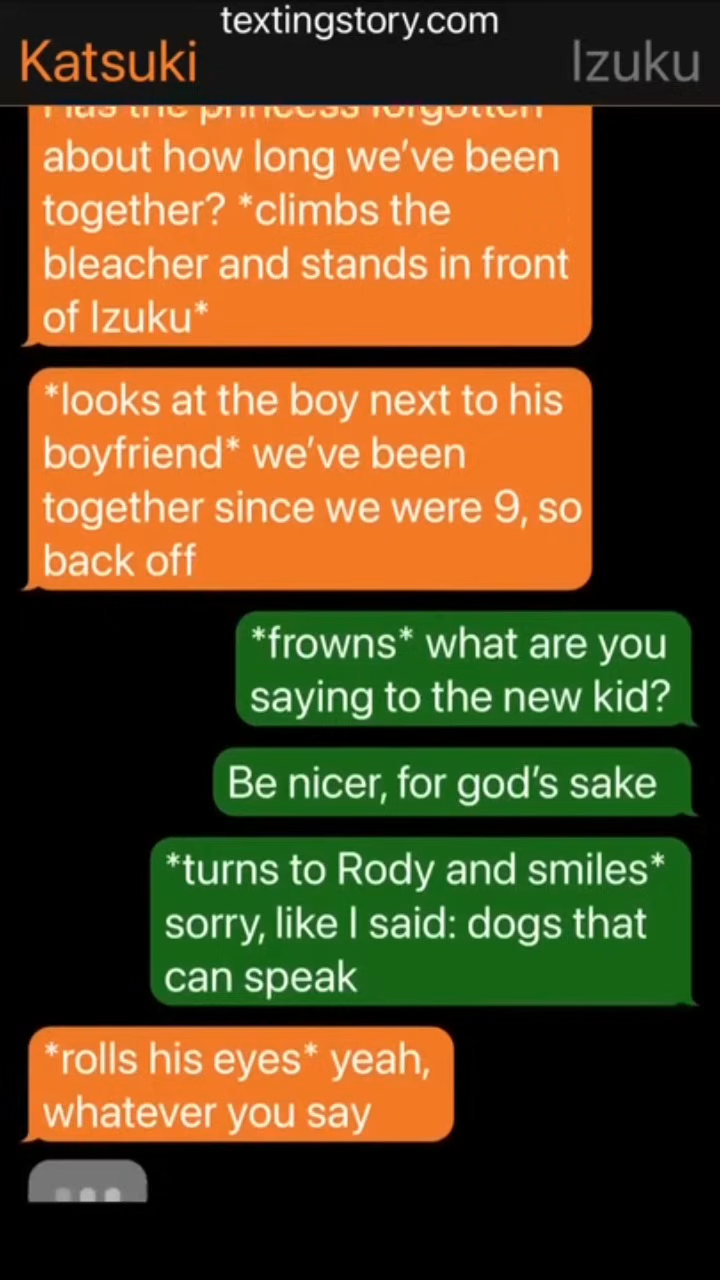 textingstory.com
Katsuki
Izuku
about how long we've been
together? *climbs the
bleacher and stands in front
of Izuku*
*looks at the boy next to his
boyfriend* we've been
together since we were 9, so
back off
*frowns* what are you
saying to the new kid?
Be nicer, for god's sake
*turns to Rody and smiles*
sorry, like I said: dogs that
can speak
*rolls his eyes* yeah,
whatever you say